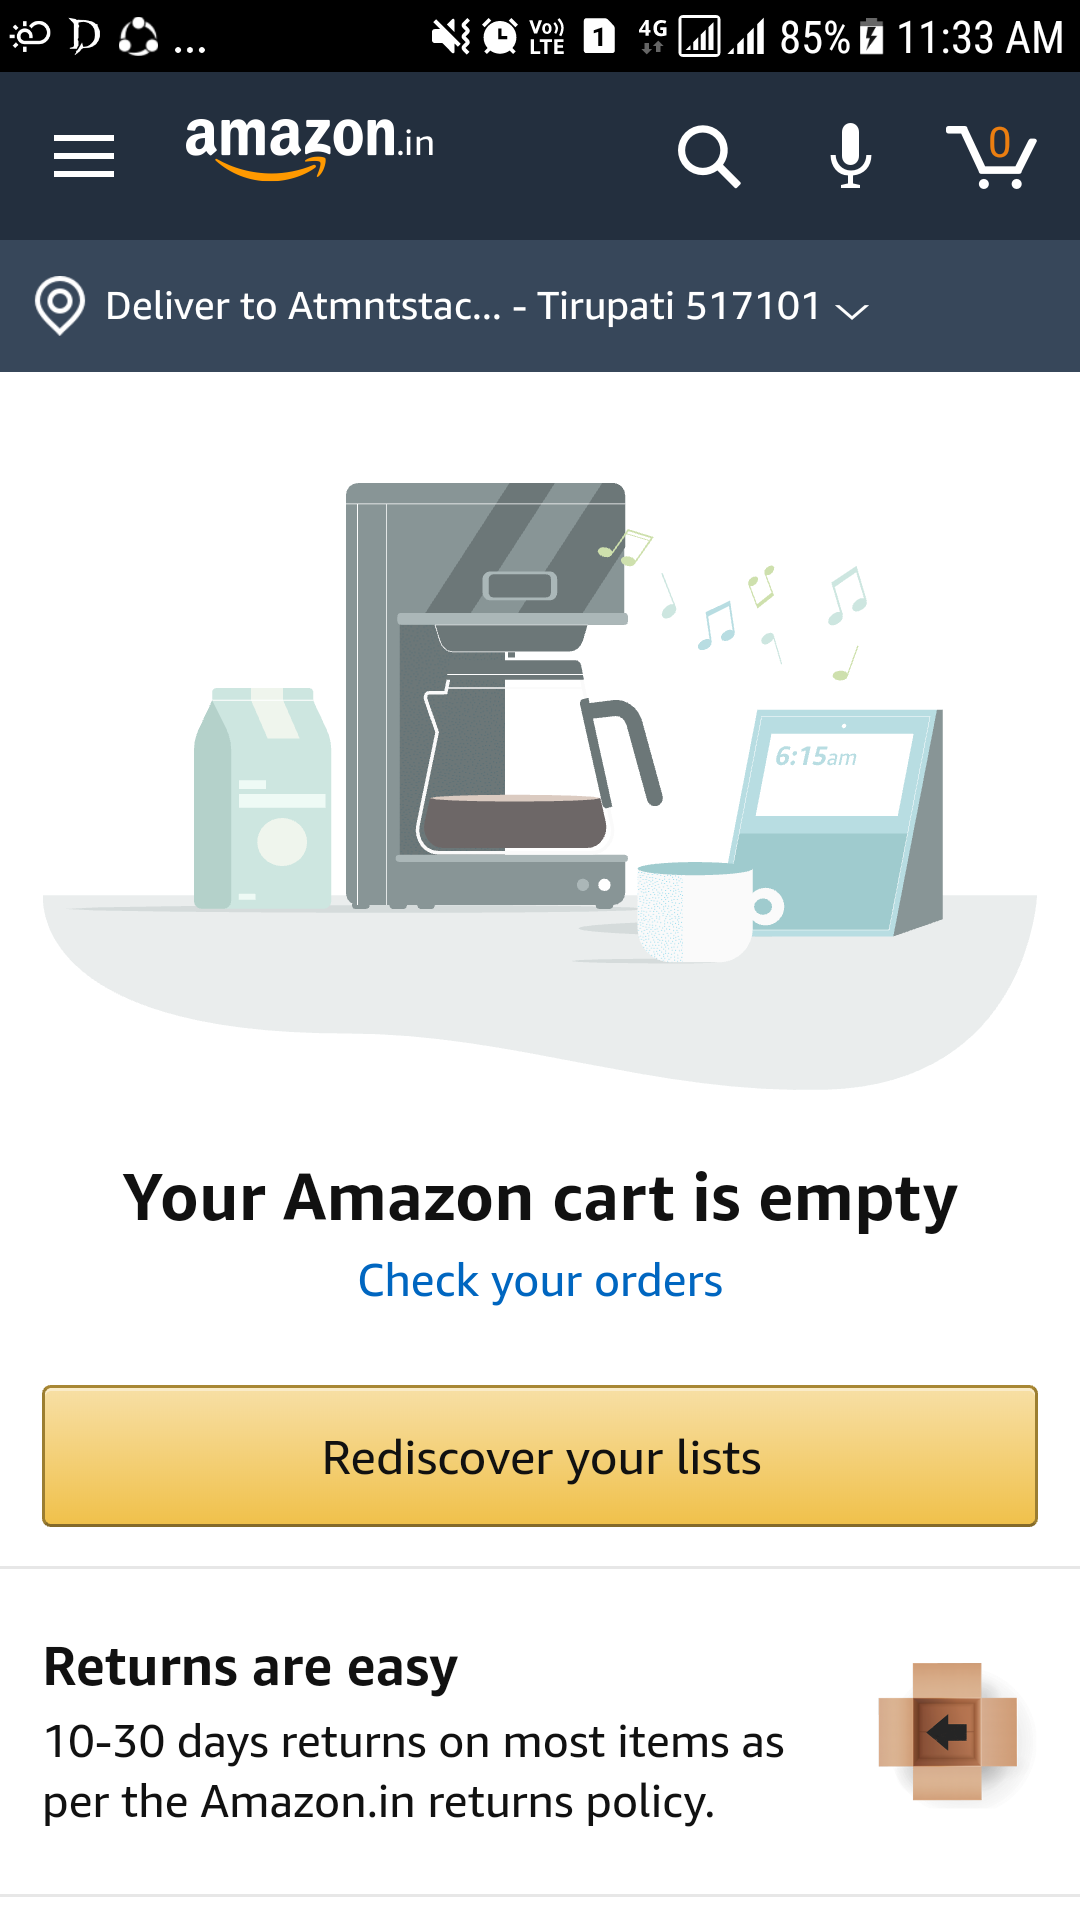 ... Vo)) LTE 1 4G 85% 11:33 AM
amazon.in 0
Deliver to Atmntstac... - Tirupati 517101
6:15am
Your Amazon cart is empty
Check your orders
Rediscover your lists
Returns are easy
10-30 days returns on most items as
per the Amazon.in returns policy.